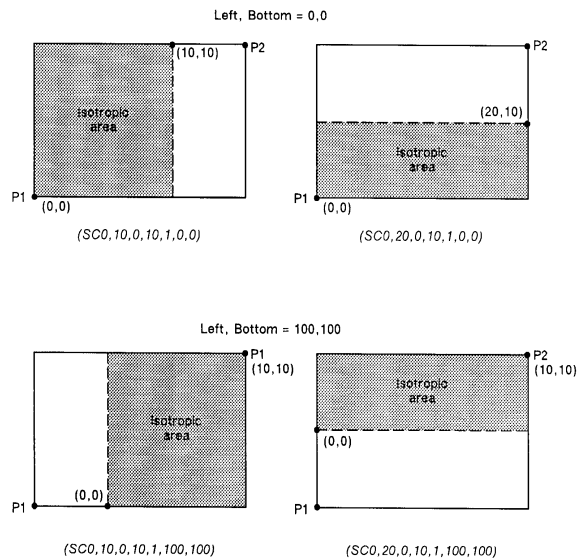 Left, Bottom = 0,0
(10,10)
P2
Isotropic
area
P1
(0,0)
(SC0,10,0,10,1,0,0)
P2
(20,10)
Isotropic
area
P1
(0,0)
(SC0,20,0,10,1,0,0)
Left, Bottom = 100,100
P1
(10,10)
Isotropic
area
(0,0)
P1
(SC0,10,0,10,1,100,100)
P2
(10,10)
Isotropic
area
(0,0)
P1
(SC0,20,0,10,1,100,100)